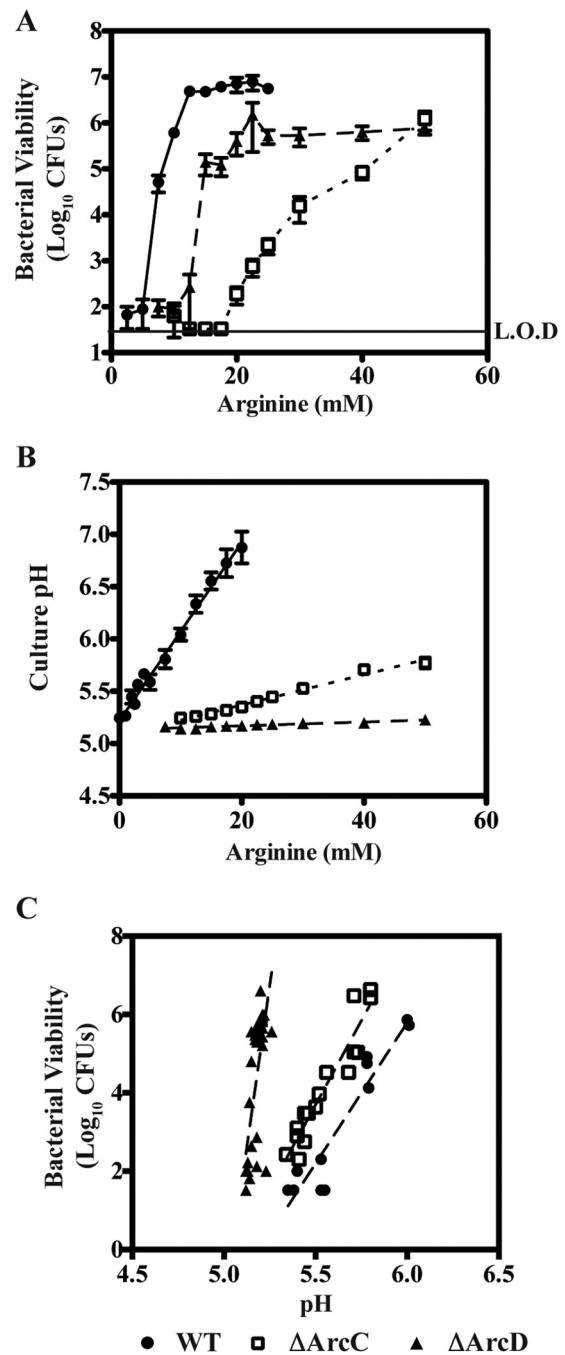 A
Bacterial Viability
(Log10 CFUs)
8
7
6
5
4
3
2
1
L.O.D
0
20
40
60
Arginine (mM)
B
Culture pH
7.5
7.0
6.5
6.0
5.5
5.0
4.5
0
20
40
60
Arginine (mM)
C
Bacterial Viability
(Log10 CFUs)
8
6
4
2
0
4.5
5.0
5.5
6.0
6.5
pH
WT
ΔArcC
ΔArcD